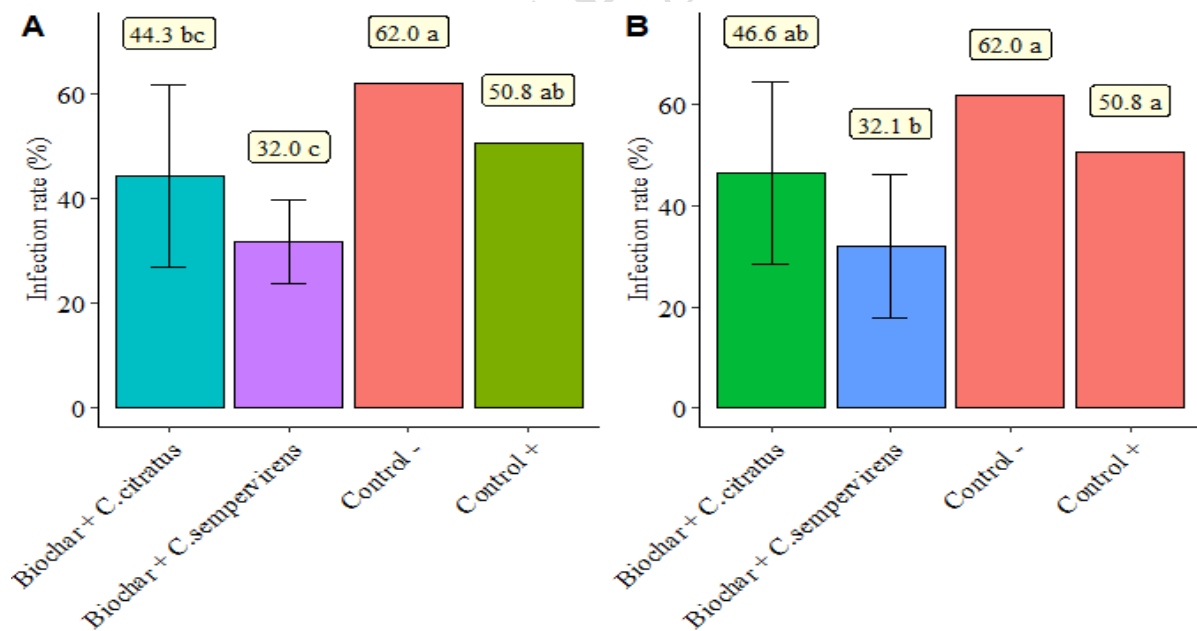 A
44.3 bc
62.0 a
50.8 ab
32.0 c
Infection rate (%)
60
40
20
0
Biochar + C.citratus
Biochar + C.sempervirens
Control -
Control +
B
46.6 ab
62.0 a
50.8 a
32.1 b
Infection rate (%)
60
40
20
0
Biochar + C.citratus
Biochar + C.sempervirens
Control -
Control +